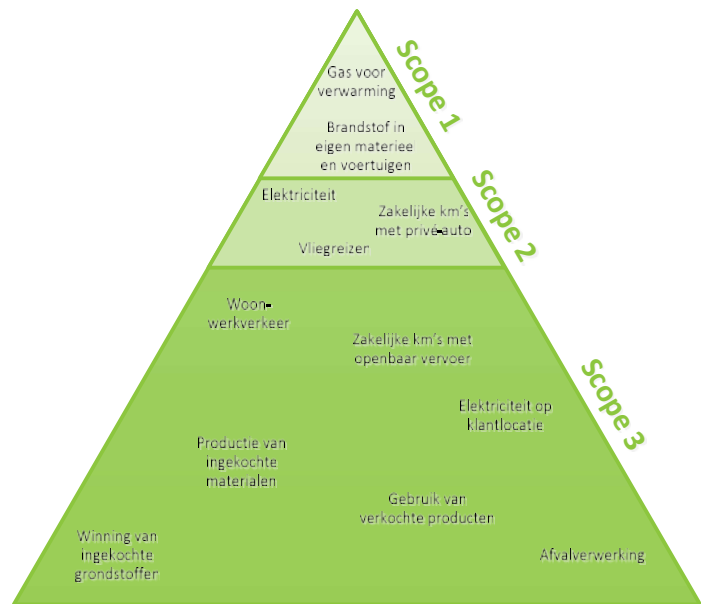 Scope 1
Gas voor
verwarming
Brandstof in
eigen materiee
en voertuigen
Scope 2
Elektriciteit
Zakelijke km's
met privé-auto
Vliegreizen
Scope 3
Woon-
werkverkeer
Zakelijke km's met
openbaar vervoer
Elektriciteit op
klantlocatie
Productie van
ingekochte
materialen
Gebruik van
verkochte producten
Winning van
ingekochte
grondstoffen
Afvalverwerking